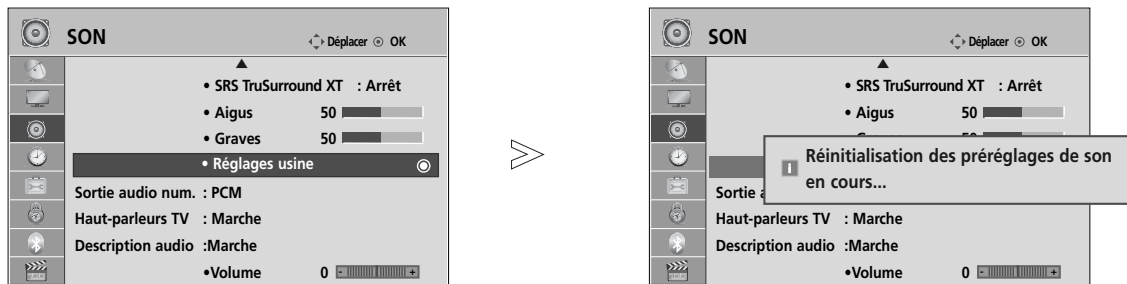 SON
Déplacer OK
• SRS TruSurround XT : Arrêt
• Aigus 50
• Graves 50
• Réglages usine
Sortie audio num. : PCM
Haut-parleurs TV : Marche
Description audio :Marche
•Volume 0 - +
SON
Déplacer OK
• SRS TruSurround XT : Arrêt
• Aigus 50
Réinitialisation des préréglages de son
en cours...
Sortie
Haut-parleurs TV : Marche
Description audio :Marche
•Volume 0 - +